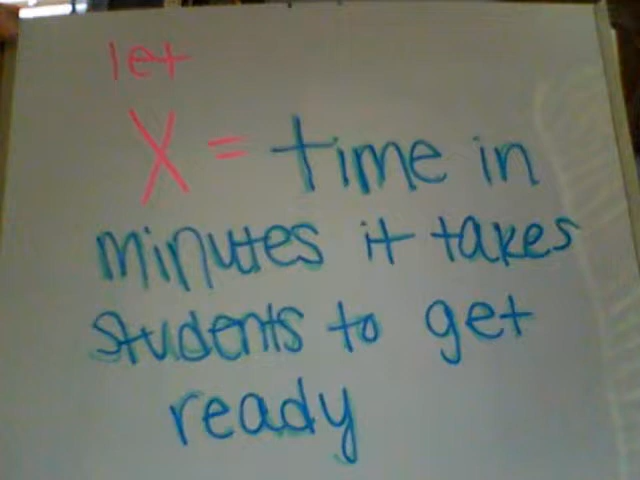 let
X = time in
minutes it takes
students to get
ready